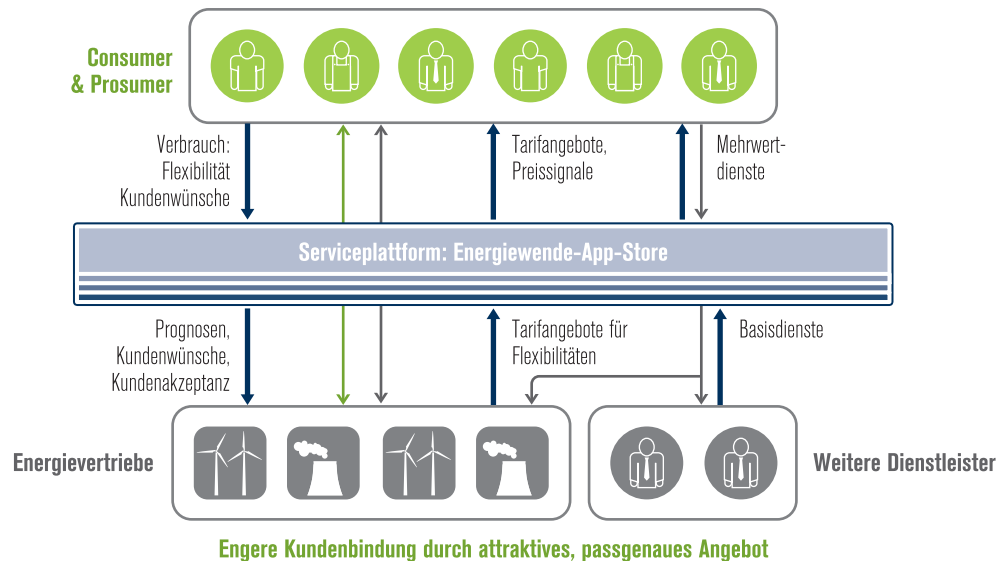 Consumer
& Prosumer
Verbrauch:
Flexibilität
Kundenwünsche
Tarifangebote,
Preissignale
Mehrwert-
dienste
Serviceplattform: Energiewende-App-Store
Prognosen,
Kundenwünsche,
Kundenakzeptanz
Tarifangebote für
Flexibilitäten
Basisdienste
Energievertriebe
Weitere Dienstleister
Engere Kundenbindung durch attraktives, passgenaues Angebot